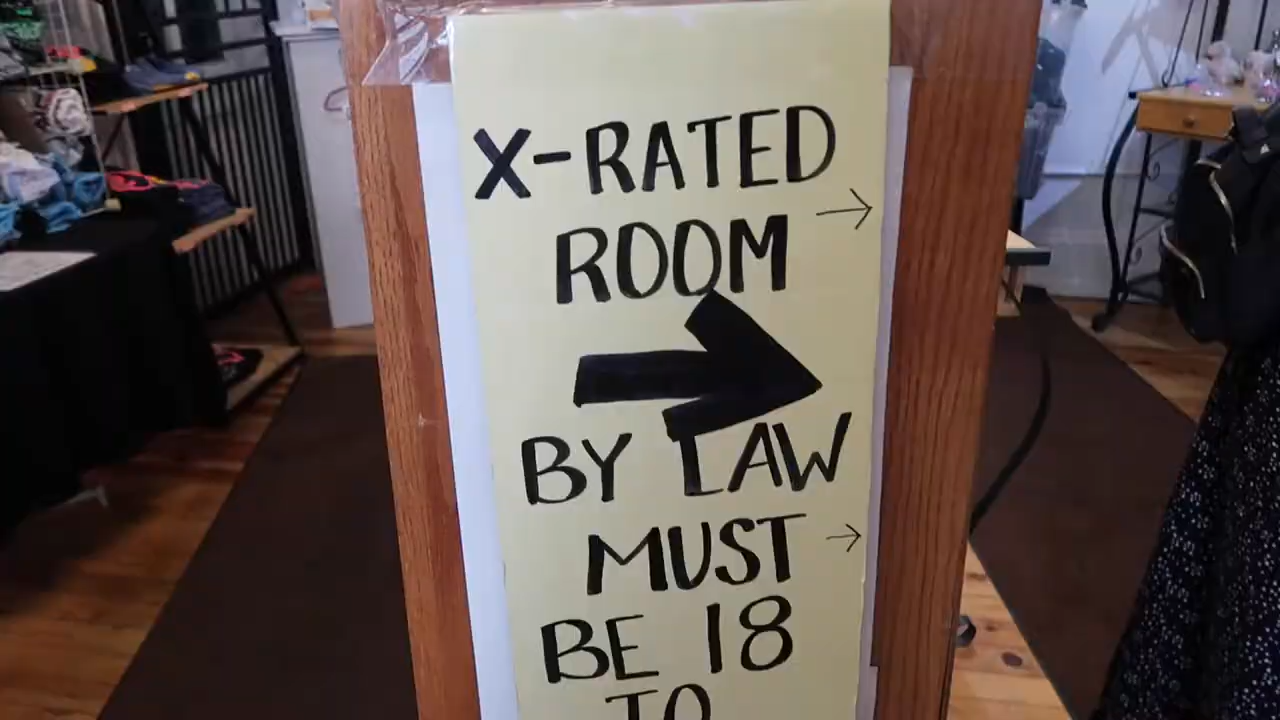 X-RATED
ROOM
BY LAW
MUST
BE 18
TO